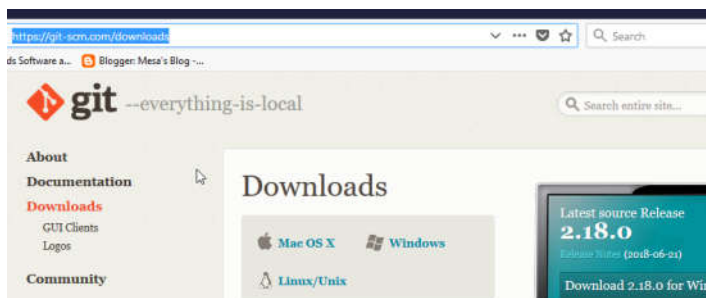 https://git-scm.com/downloads
Search
ds Software a... Blogger: Mesa's Blog -...
git --everything-is-local
Search entire site...
About
Documentation
Downloads
GUI Clients
Logos
Community
Downloads
Mac OS X Windows
Linux/Unix
Latest source Release
2.18.0
Release Notes (2018-06-21)
Download 2.18.0 for Wi